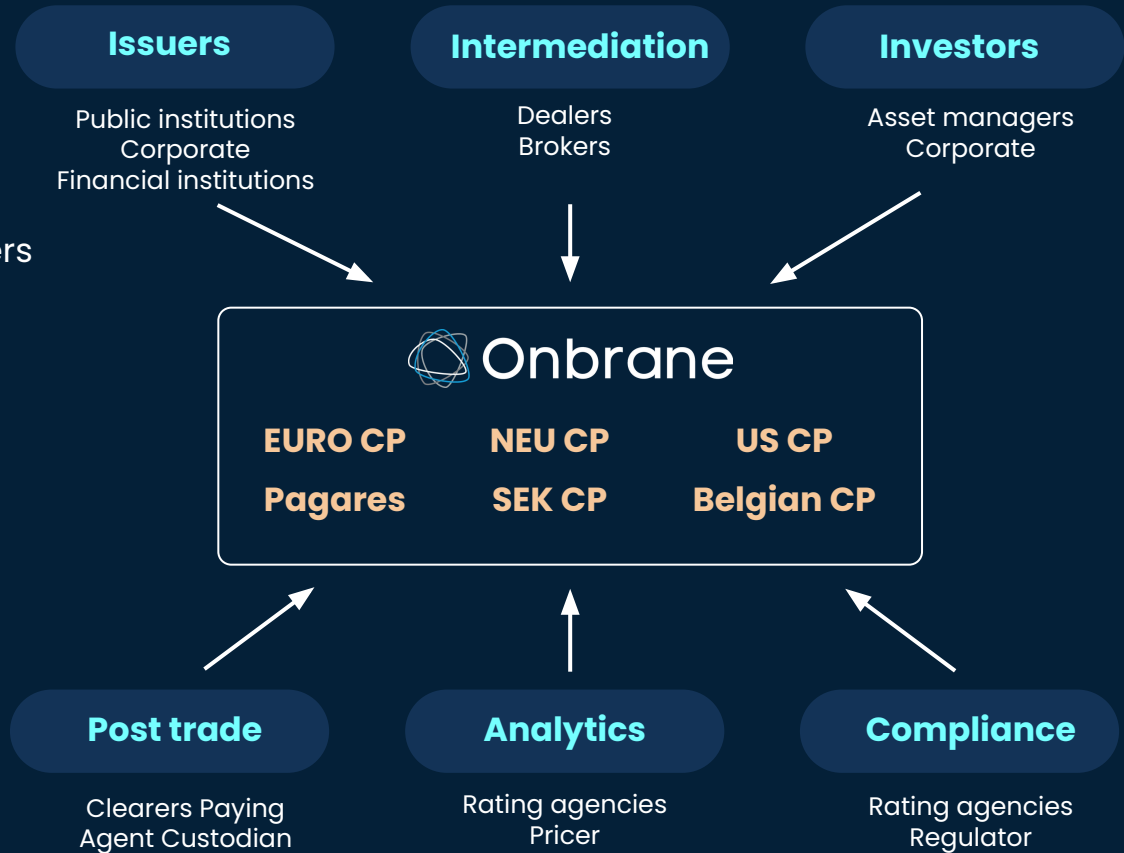 Issuers
Intermediation
Investors
Public institutions
Corporate
Financial institutions
Dealers
Brokers
Asset managers
Corporate
Onbrane
EURO CP
NEU CP
US CP
Pagares
SEK CP
Belgian CP
Post trade
Analytics
Compliance
Clearers Paying
Agent Custodian
Rating agencies
Pricer
Rating agencies
Regulator